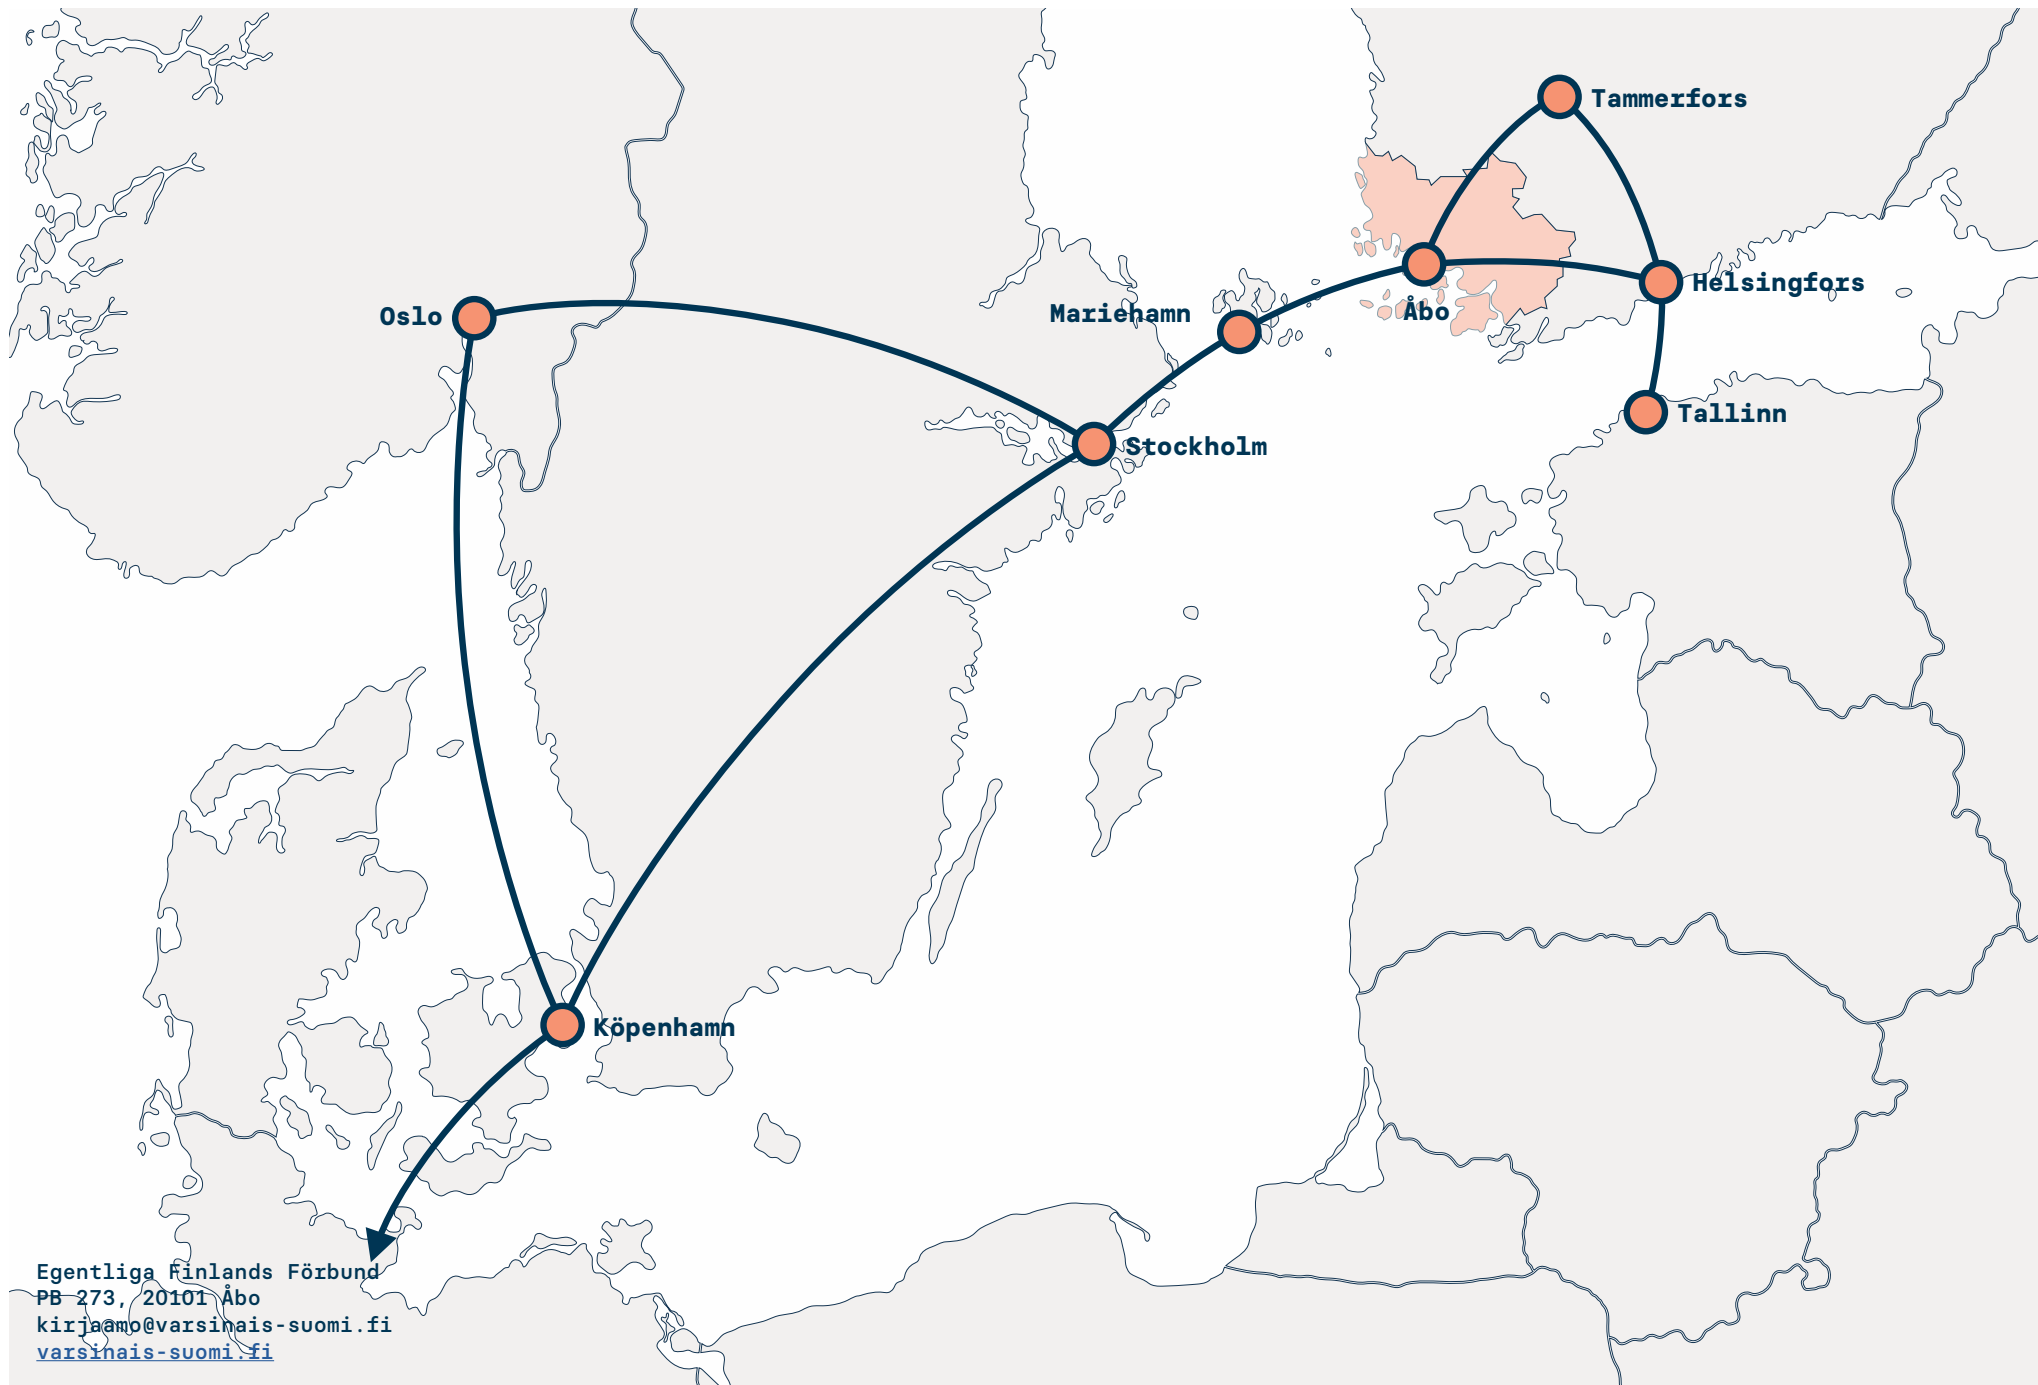 Tammerfors
Helsingfors
Mariehamn
Åbo
Oslo
Tallinn
Stockholm
Köpenhamn
Egentliga Finlands Förbund
PB 273, 20101 Åbo
kirjaamo@varsinais-suomi.fi
varsinais-suomi.fi